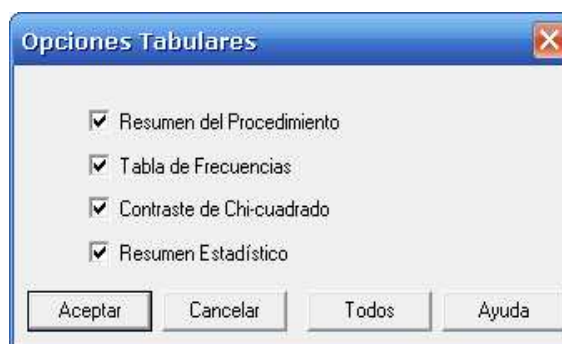 Opciones Tabulares
Resumen del Procedimiento
Tabla de Frecuencias
Contraste de Chi-cuadrado
Resumen Estadístico
Aceptar Cancelar Todos Ayuda